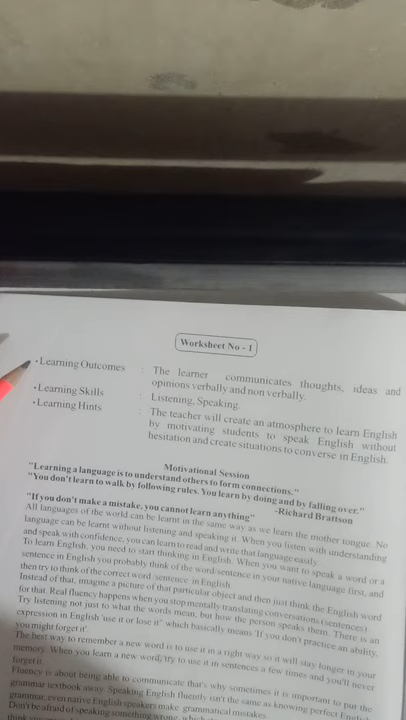 Worksheet No - 1
• Learning Outcomes : The learner communicates thoughts, ideas and
opinions verbally and non verbally.
• Learning Skills : Listening, Speaking.
• Learning Hints : The teacher will create an atmosphere to learn English
by motivating students to speak English without
hesitation and create situations to converse in English.
Motivational Session
"Learning a language is to understand others to form connections."
"You don't learn to walk by following rules. You learn by doing and by falling over."
-Richard Brattson
"If you don't make a mistake, you cannot learn anything"
All languages of the world can be learnt in the same way as we learn the mother tongue. No
language can be learnt without listening and speaking it. When you listen with understanding
and speak with confidence, you can learn to read and write that language easily.
To learn English, you need to start thinking in English. When you want to speak a word or a
sentence in English you probably think of the word/sentence in your native language first, and
then try to think of the correct word sentence in English.
Instead of that, imagine a picture of that particular object and then just think the English word
for that. Real fluency happens when you stop mentally translating conversations (sentences).
Try listening not just to what the words mean, but how the person speaks them. There is an
expression in English 'use it or lose it" which basically means 'If you don't practice an ability,
you might forget it'
The best way to remember a new word is to use it in a right way so it will stay longer in your
memory. When you learn a new word, try to use it in sentences a few times and you'll never
forget it.
Fluency is about being able to communicate that's why sometimes it is important to put the
grammar textbook away. Speaking English fluently isn't the same as knowing perfect English
grammar, even native English speakers make grammatical mistakes.
Don't be afraid of speaking something wrong,